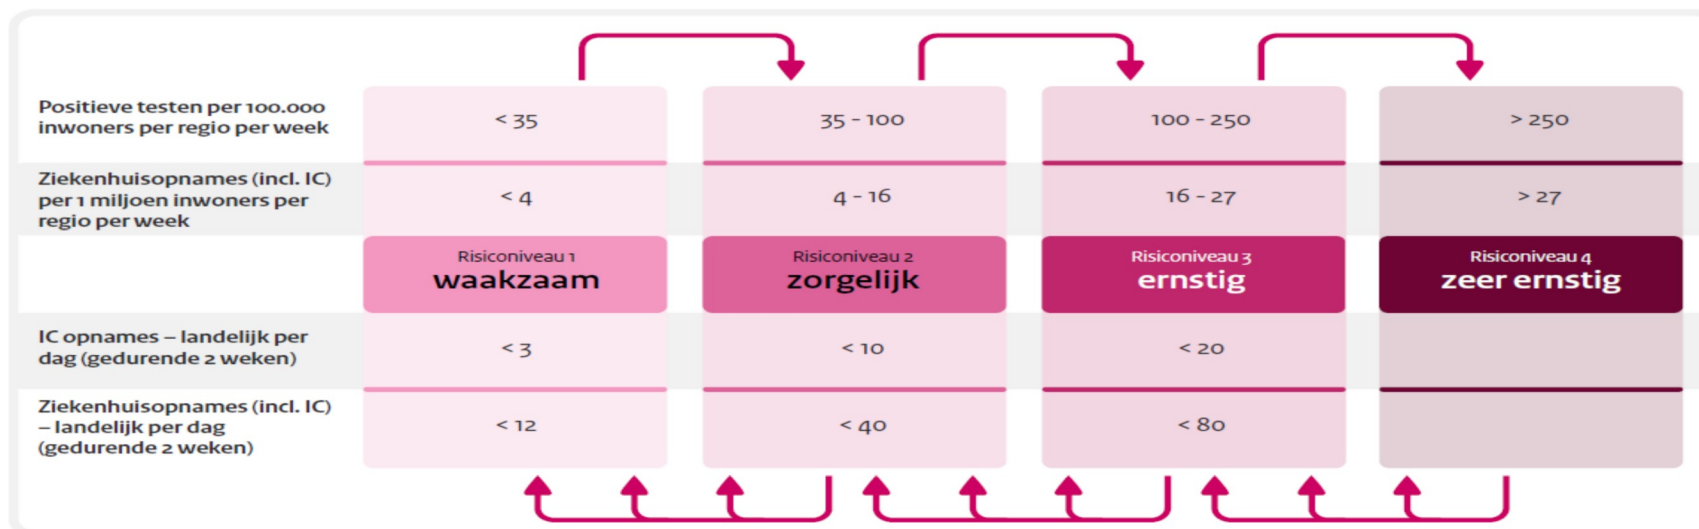 Positieve testen per 100.000
inwoners per regio per week
< 35
35 - 100
100 - 250
> 250
Ziekenhuisopnames (incl. IC)
per 1 miljoen inwoners per
regio per week
< 4
4 - 16
16 - 27
> 27
Risiconiveau 1
waakzaam
Risiconiveau 2
zorgelijk
Risiconiveau 3
ernstig
Risiconiveau 4
zeer ernstig
IC opnames – landelijk per
dag (gedurende 2 weken)
< 3
< 10
< 20
Ziekenhuisopnames (incl. IC)
– landelijk per dag
(gedurende 2 weken)
< 12
< 40
< 80